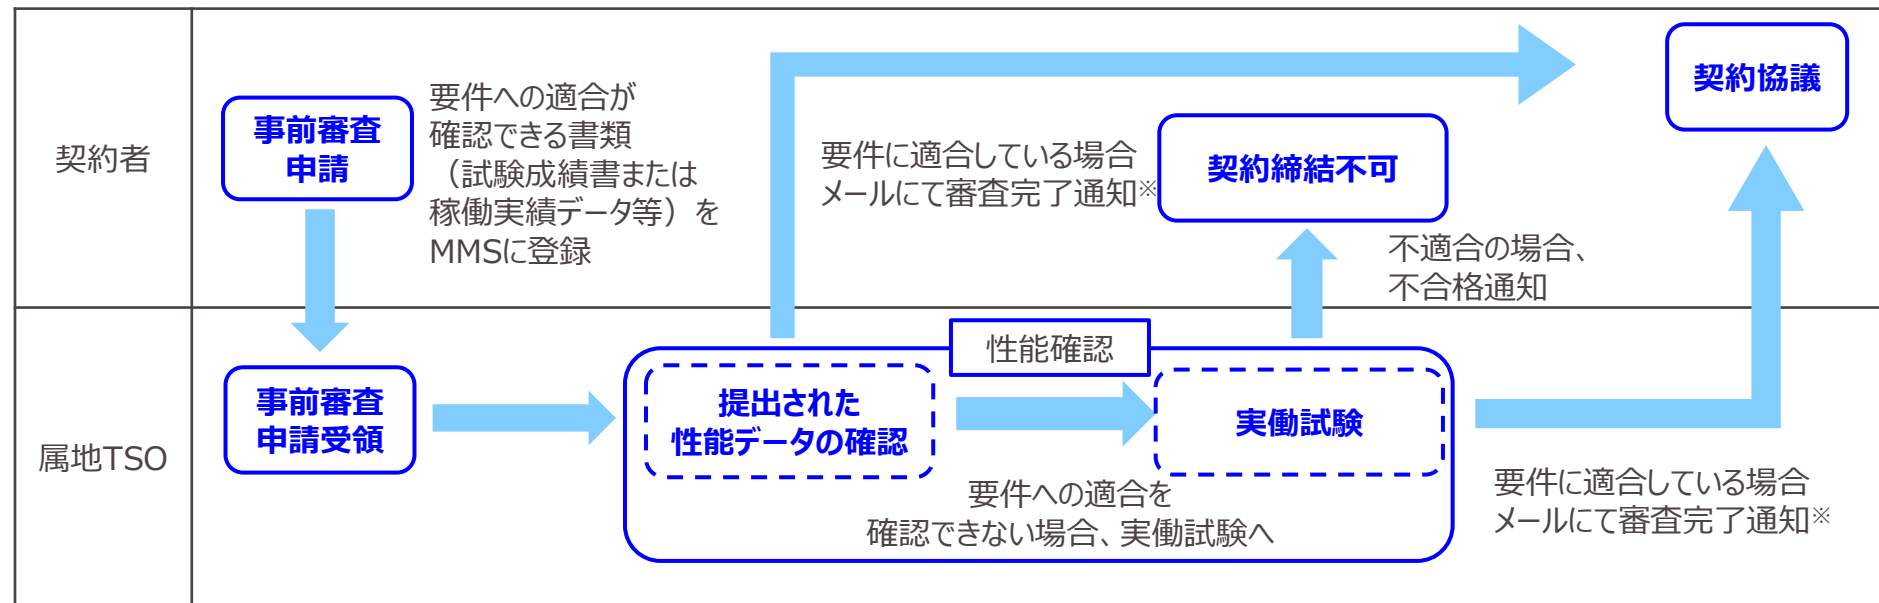 契約者
事前審査
申請
要件への適合が
確認できる書類
（試験成績書または
稼働実績データ等）を
MMSに登録
要件に適合している場合
メールにて審査完了通知※
契約締結不可
契約協議
不適合の場合、
不合格通知
属地TSO
事前審査
申請受領
性能確認
提出された
性能データの確認
実働試験
要件への適合を
確認できない場合、実働試験へ
要件に適合している場合
メールにて審査完了通知※